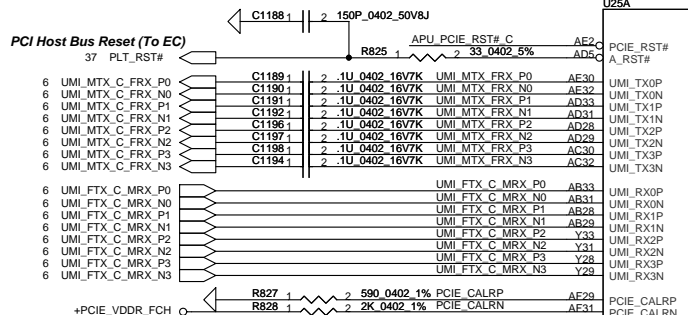 U25A
C1188 1 2 150P_0402_50V8J
PCI Host Bus Reset (To EC)
APU_PCIE_RST#_C AE2 PCIE_RST#
37 PLT_RST# R825 1 2 33_0402_5% AD5 A_RST#
6 UMI_MTX_C_FRX_P0 C1189 1 2 .1U_0402_16V7K UMI_MTX_FRX_P0 AE30 UMI_TX0P
6 UMI_MTX_C_FRX_N0 C1190 1 2 .1U_0402_16V7K UMI_MTX_FRX_N0 AE32 UMI_TX0N
6 UMI_MTX_C_FRX_P1 C1191 1 2 .1U_0402_16V7K UMI_MTX_FRX_P1 AD33 UMI_TX1P
6 UMI_MTX_C_FRX_N1 C1192 1 2 .1U_0402_16V7K UMI_MTX_FRX_N1 AD31 UMI_TX1N
6 UMI_MTX_C_FRX_P2 C1196 1 2 .1U_0402_16V7K UMI_MTX_FRX_P2 AD28 UMI_TX2P
6 UMI_MTX_C_FRX_N2 C1197 1 2 .1U_0402_16V7K UMI_MTX_FRX_N2 AD29 UMI_TX2N
6 UMI_MTX_C_FRX_P3 C1198 1 2 .1U_0402_16V7K UMI_MTX_FRX_P3 AC30 UMI_TX3P
6 UMI_MTX_C_FRX_N3 C1194 1 2 .1U_0402_16V7K UMI_MTX_FRX_N3 AC32 UMI_TX3N
6 UMI_FTX_C_MRX_P0 UMI_FTX_C_MRX_P0 AB33 UMI_RX0P
6 UMI_FTX_C_MRX_N0 UMI_FTX_C_MRX_N0 AB31 UMI_RX0N
6 UMI_FTX_C_MRX_P1 UMI_FTX_C_MRX_P1 AB28 UMI_RX1P
6 UMI_FTX_C_MRX_N1 UMI_FTX_C_MRX_N1 AB29 UMI_RX1N
6 UMI_FTX_C_MRX_P2 UMI_FTX_C_MRX_P2 Y33 UMI_RX2P
6 UMI_FTX_C_MRX_N2 UMI_FTX_C_MRX_N2 Y31 UMI_RX2N
6 UMI_FTX_C_MRX_P3 UMI_FTX_C_MRX_P3 Y28 UMI_RX3P
6 UMI_FTX_C_MRX_N3 UMI_FTX_C_MRX_N3 Y29 UMI_RX3N
R827 1 2 590_0402_1% PCIE_CALRP AF29 PCIE_CALRP
+PCIE_VDDR_FCH R828 1 2 2K_0402_1% PCIE_CALRN AF31 PCIE_CALRN